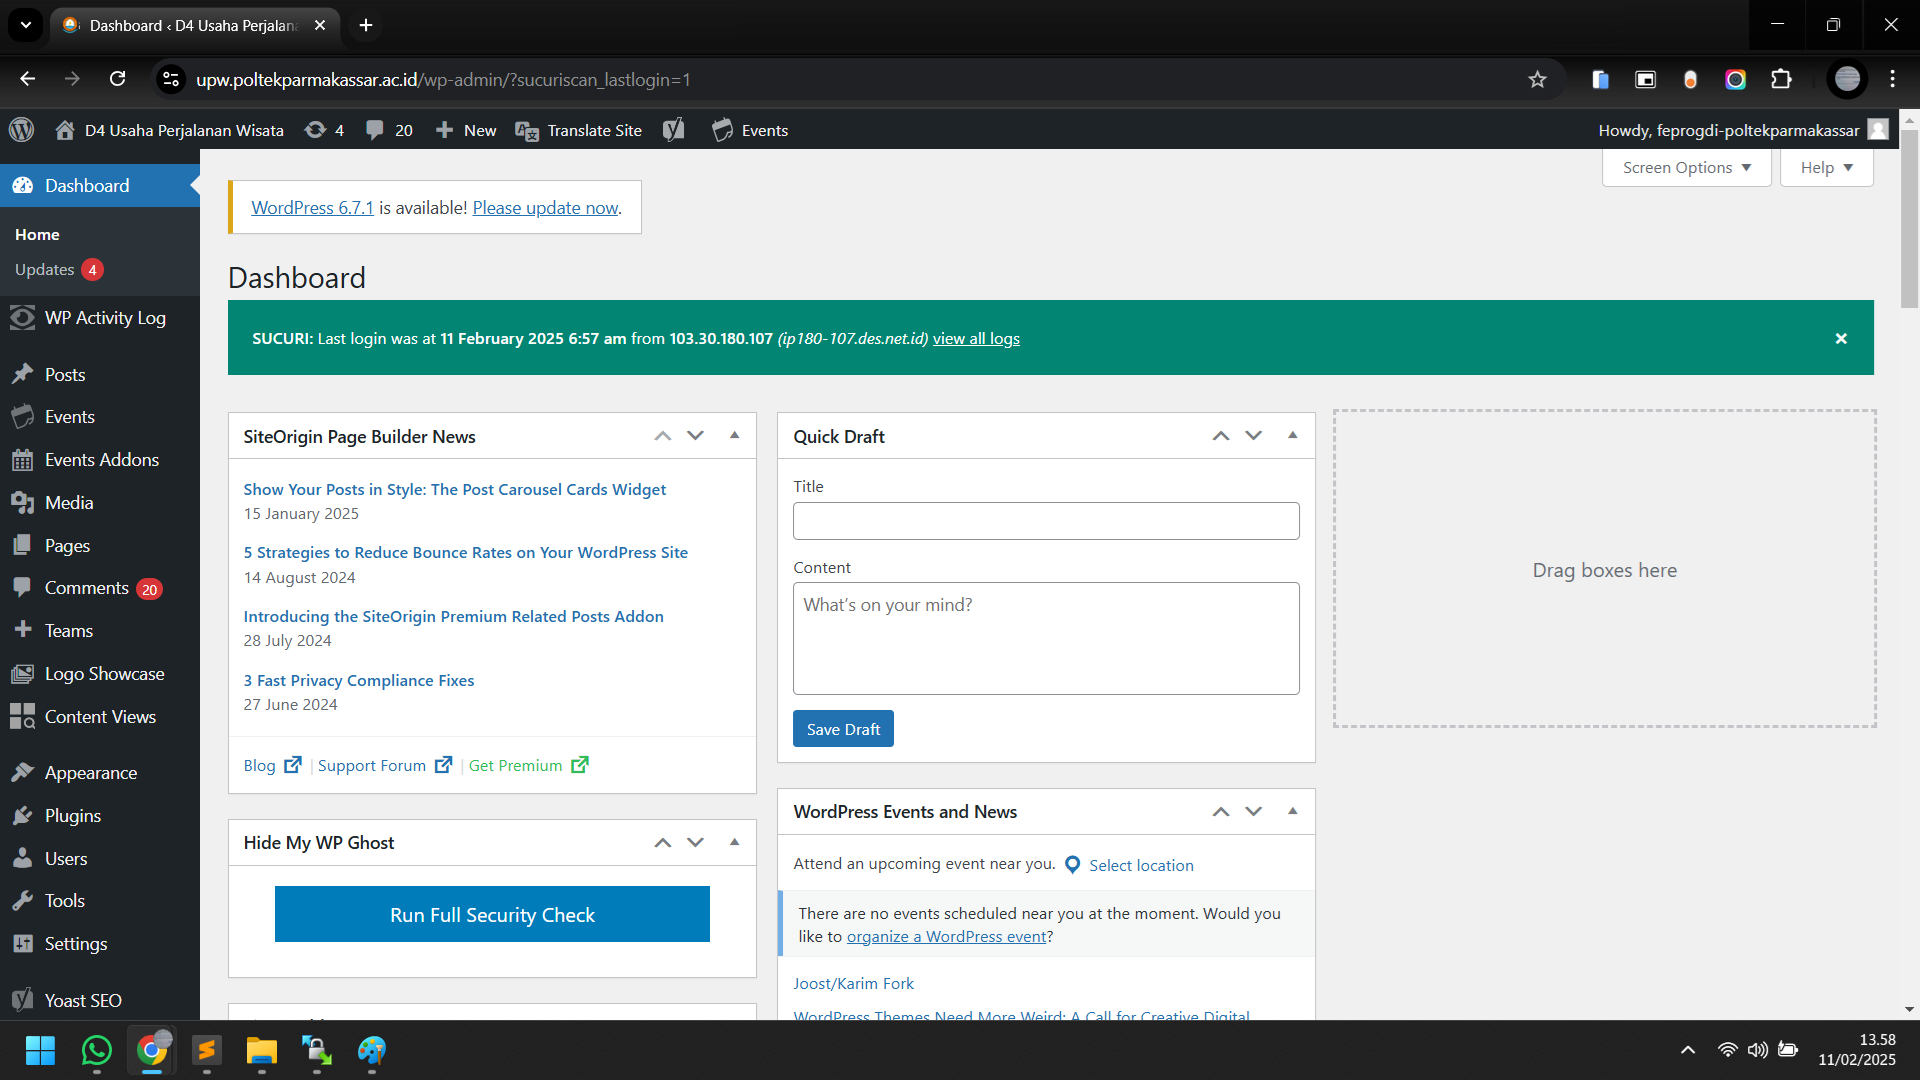 Dashboard ‹ D4 Usaha Perjalana
upw.poltekparmakassar.ac.id/wp-admin/?sucuriscan_lastlogin=1
D4 Usaha Perjalanan Wisata
4
20
New
Translate Site
Events
Howdy, feprogdi-poltekparmakassar
Screen Options
Help
Dashboard
Home
Updates 4
WP Activity Log
Posts
Events
Events Addons
Media
Pages
Comments 20
Teams
Logo Showcase
Content Views
Appearance
Plugins
Users
Tools
Settings
Yoast SEO
WordPress 6.7.1 is available! Please update now.
Dashboard
SUCURI: Last login was at 11 February 2025 6:57 am from 103.30.180.107 (ip180-107.des.net.id) view all logs
SiteOrigin Page Builder News
Show Your Posts in Style: The Post Carousel Cards Widget
15 January 2025
5 Strategies to Reduce Bounce Rates on Your WordPress Site
14 August 2024
Introducing the SiteOrigin Premium Related Posts Addon
28 July 2024
3 Fast Privacy Compliance Fixes
27 June 2024
Blog | Support Forum | Get Premium
Hide My WP Ghost
Run Full Security Check
Quick Draft
Title
Content
What's on your mind?
Save Draft
WordPress Events and News
Attend an upcoming event near you. Select location
There are no events scheduled near you at the moment. Would you
like to organize a WordPress event?
Joost/Karim Fork
WordPress Themes Need More Weird: A Call for Creative Digital
Drag boxes here
13.58
11/02/2025